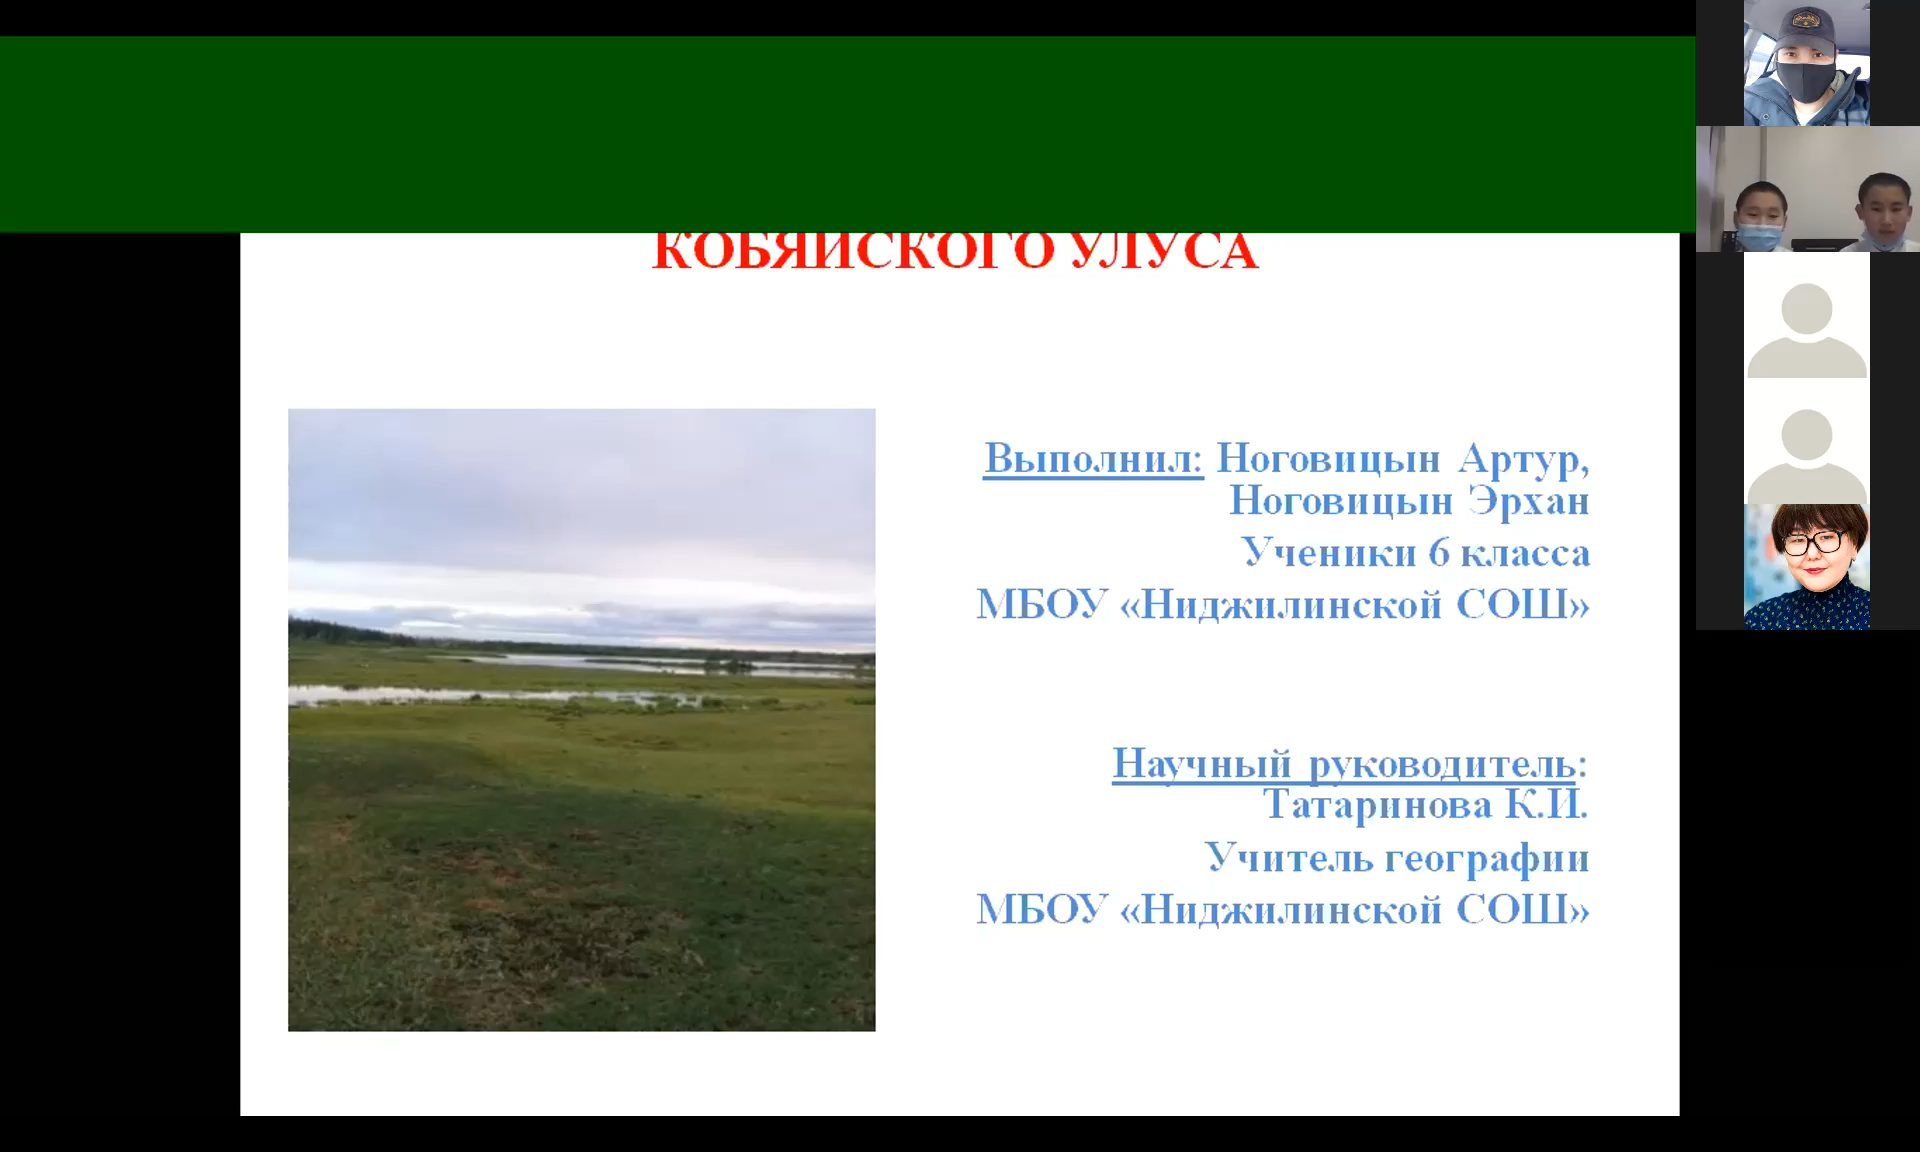 КОБЯЙСКОГО УЛУСА
Выполнил: Ноговицын Артур,
Ноговицын Эрхан
Ученики 6 класса
МБОУ «Ниджилинской СОШ»
Научный руководитель:
Татаринова К.И.
Учитель географии
МБОУ «Ниджилинской СОШ»